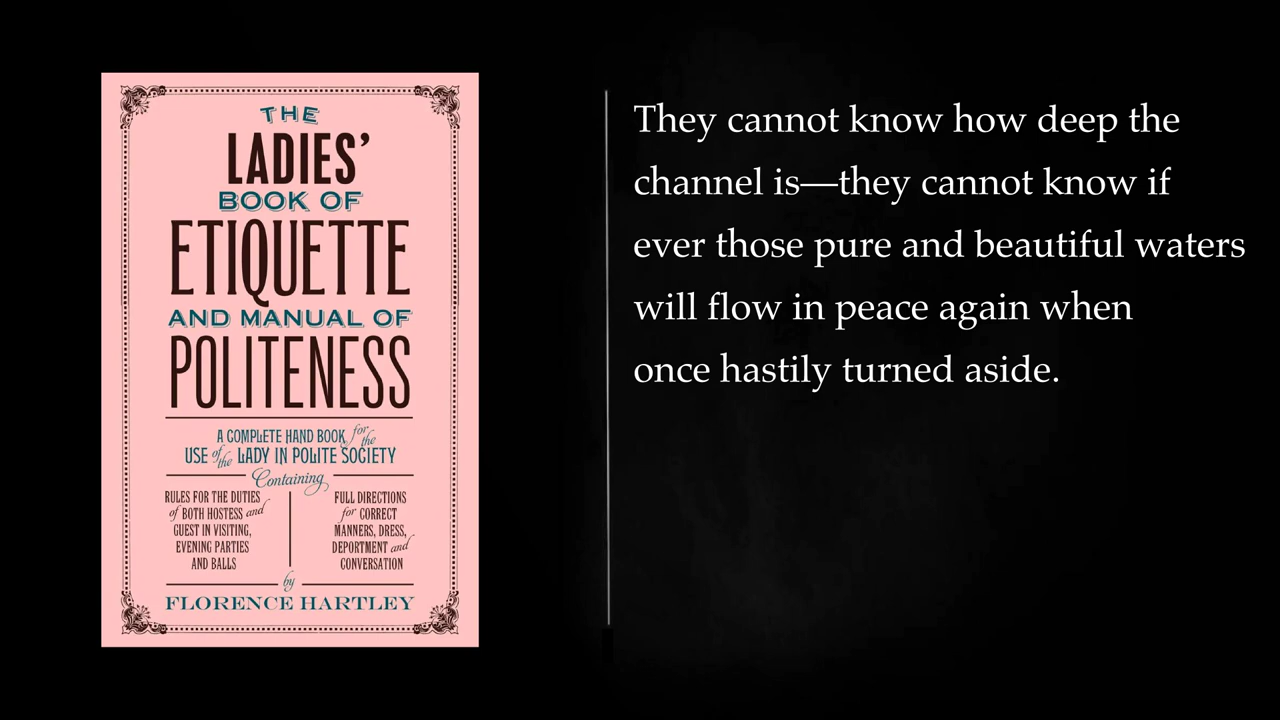 THE
LADIES'
BOOK OF
ETIQUETTE
AND MANUAL OF
POLITENESS
A COMPLETE HAND BOOK for the
USE of the LADY IN POLITE SOCIETY
Containing
RULES FOR THE DUTIES
of BOTH HOSTESS and
GUEST IN VISITING,
EVENING PARTIES
AND BALLS
FULL DIRECTIONS
for CORRECT
MANNERS, DRESS,
DEPORTMENT and
CONVERSATION
by
FLORENCE HARTLEY
They cannot know how deep the
channel is—they cannot know if
ever those pure and beautiful waters
will flow in peace again when
once hastily turned aside.